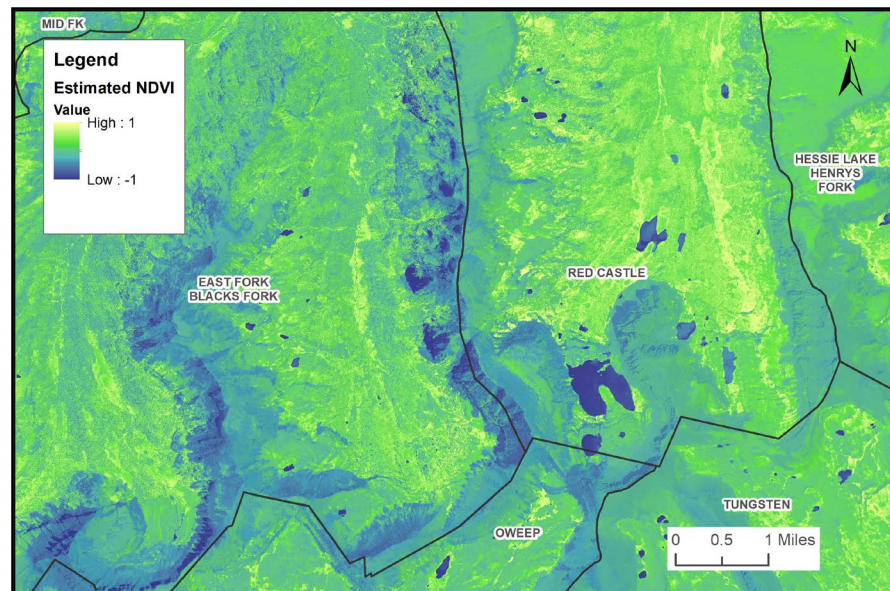 MID FK
Legend
Estimated NDVI
Value
High : 1
Low : -1
N
HESSIE LAKE
HENRYS
FORK
EAST FORK
BLACKS FORK
RED CASTLE
TUNGSTEN
OWEEP
0 0.5 1 Miles